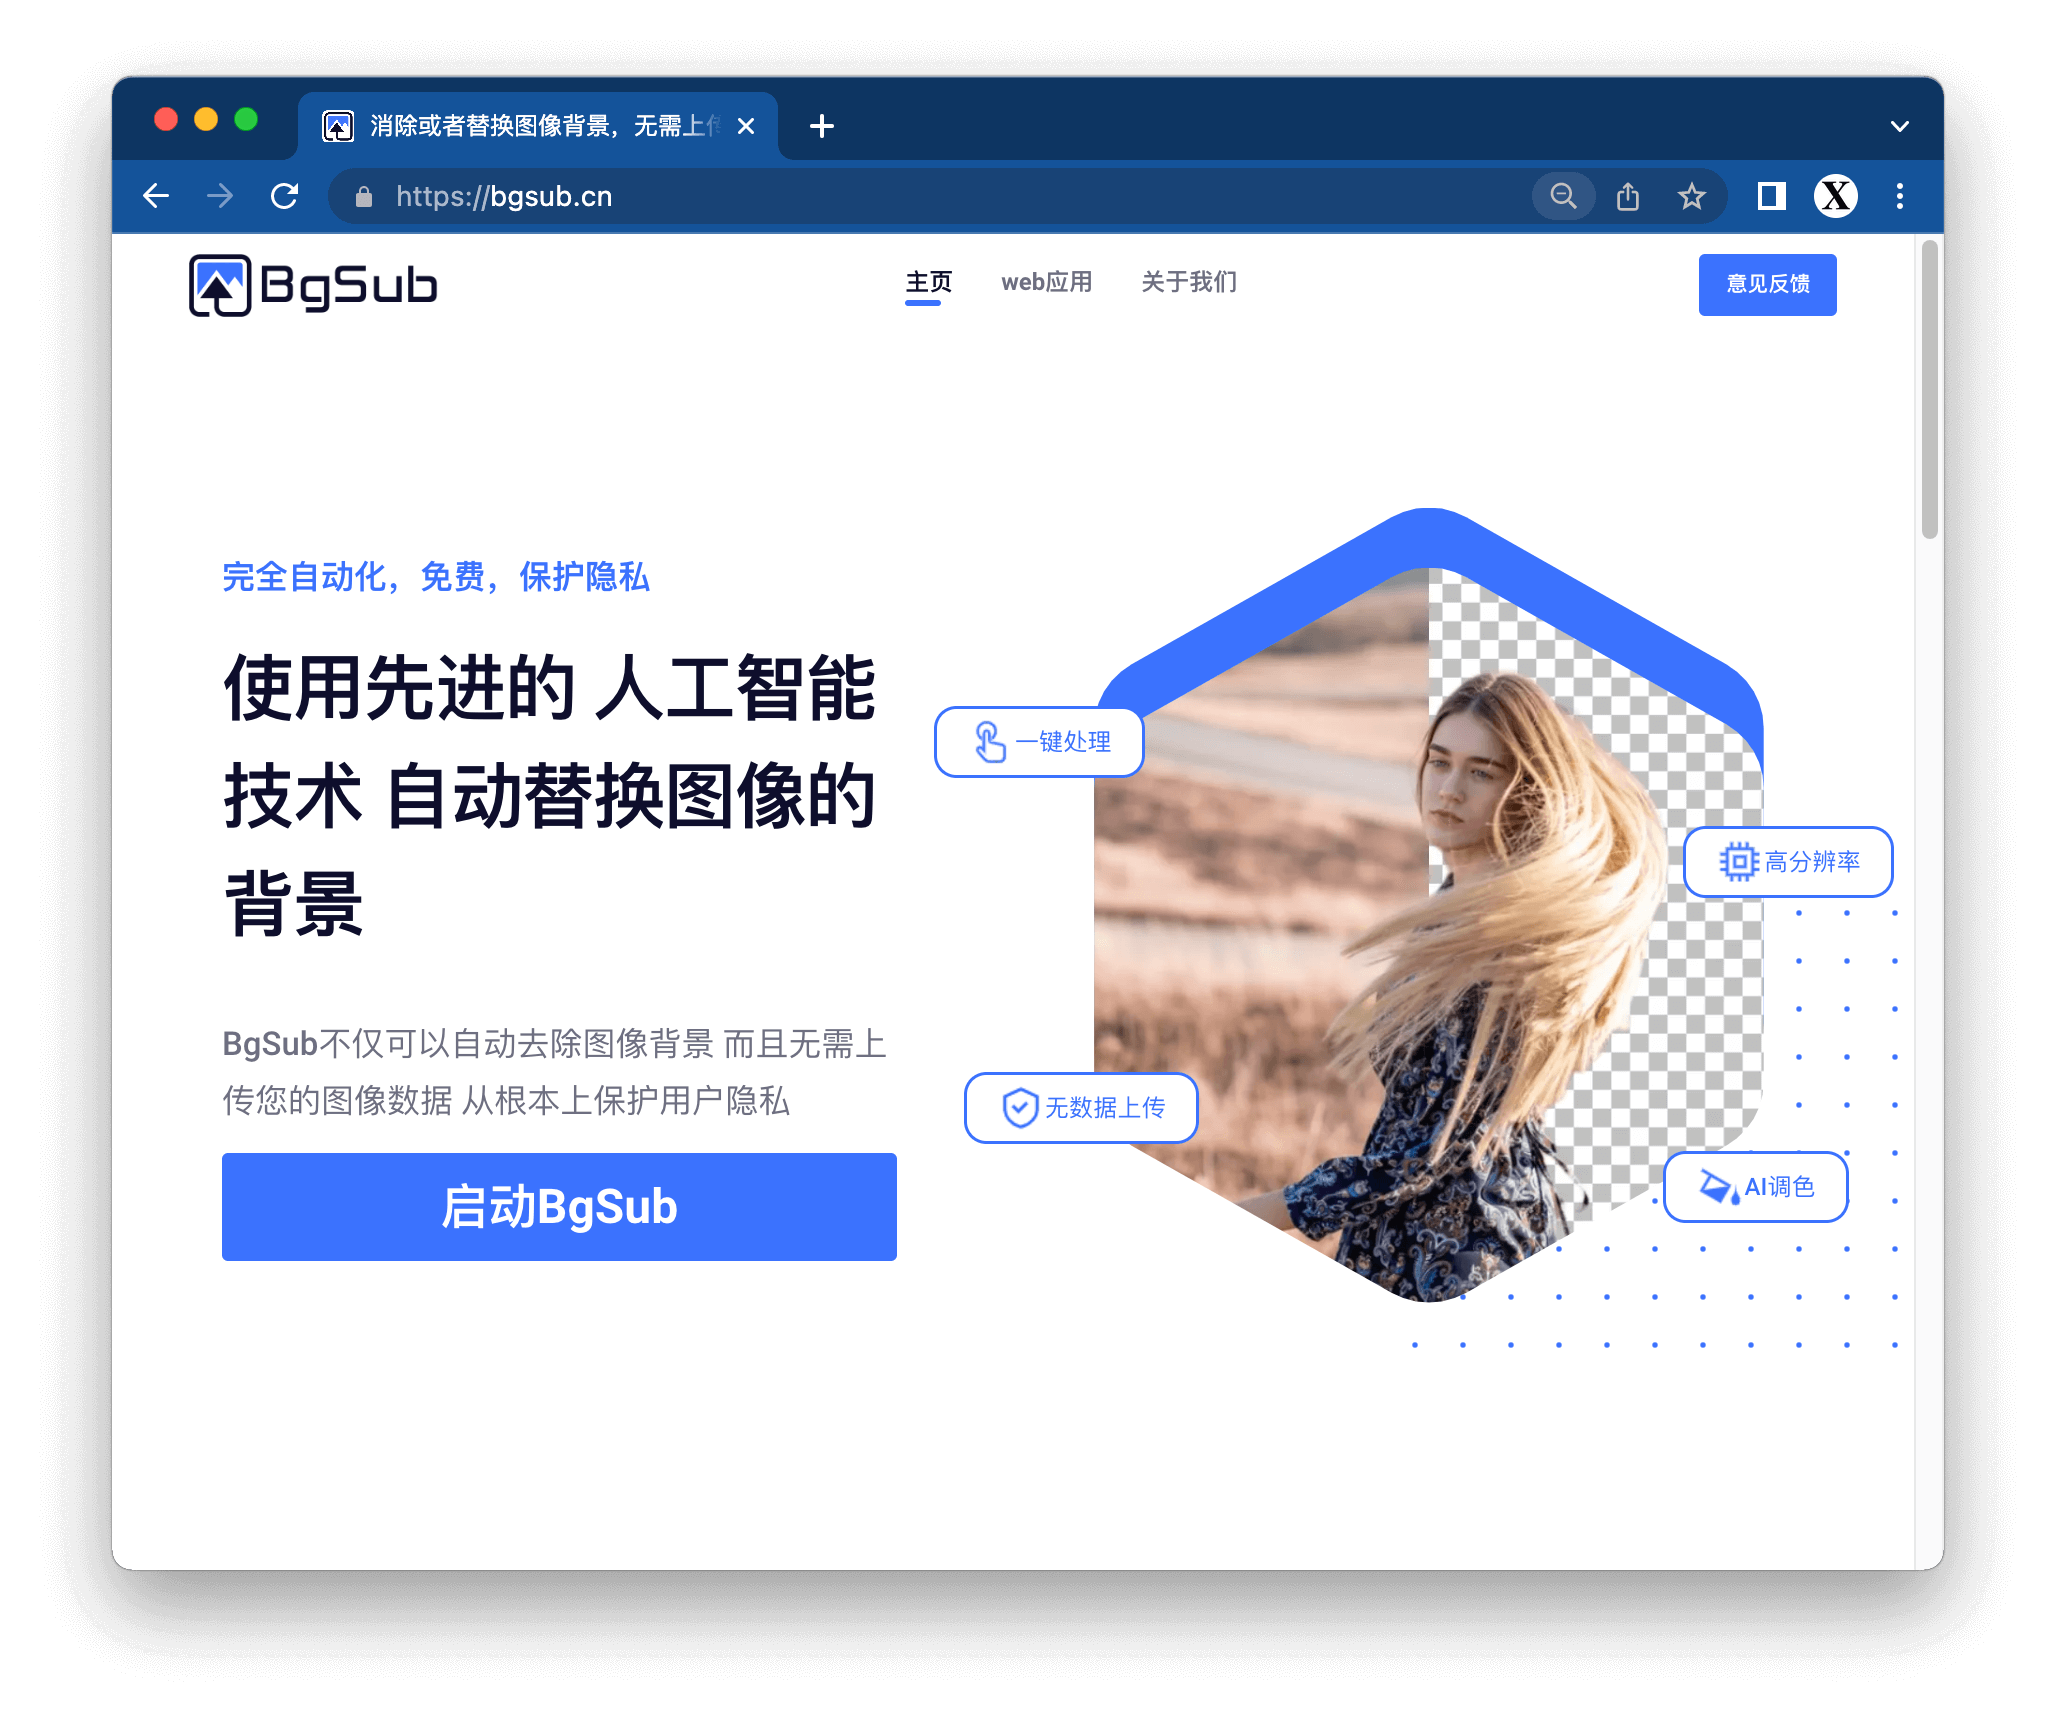 消除或者替换图像背景，无需上传
https://bgsub.cn
BgSub
主页
web应用
关于我们
意见反馈
完全自动化，免费，保护隐私
使用先进的 人工智能
技术 自动替换图像的
背景
BgSub不仅可以自动去除图像背景 而且无需上
传您的图像数据 从根本上保护用户隐私
启动BgSub
一键处理
高分辨率
无数据上传
AI调色